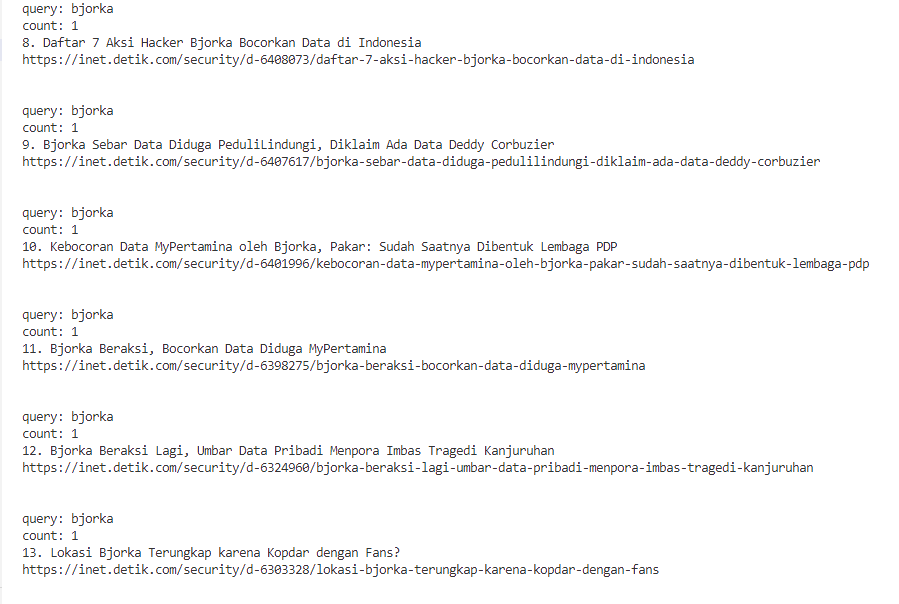 query: bjorka
count: 1
8. Daftar 7 Aksi Hacker Bjorka Bocorkan Data di Indonesia
https://inet.detik.com/security/d-6408073/daftar-7-aksi-hacker-bjorka-bocorkan-data-di-indonesia
query: bjorka
count: 1
9. Bjorka Sebar Data Diduga PeduliLindungi, Diklaim Ada Data Deddy Corbuzier
https://inet.detik.com/security/d-6407617/bjorka-sebar-data-diduga-pedulilindungi-diklaim-ada-data-deddy-corbuzier
query: bjorka
count: 1
10. Kebocoran Data MyPertamina oleh Bjorka, Pakar: Sudah Saatnya Dibentuk Lembaga PDP
https://inet.detik.com/security/d-6401996/kebocoran-data-mypertamina-oleh-bjorka-pakar-sudah-saatnya-dibentuk-lembaga-pdp
query: bjorka
count: 1
11. Bjorka Beraksi, Bocorkan Data Diduga MyPertamina
https://inet.detik.com/security/d-6398275/bjorka-beraksi-bocorkan-data-diduga-mypertamina
query: bjorka
count: 1
12. Bjorka Beraksi Lagi, Umbar Data Pribadi Menpora Imbas Tragedi Kanjuruhan
https://inet.detik.com/security/d-6324960/bjorka-beraksi-lagi-umbar-data-pribadi-menpora-imbas-tragedi-kanjuruhan
query: bjorka
count: 1
13. Lokasi Bjorka Terungkap karena Kopdar dengan Fans?
https://inet.detik.com/security/d-6303328/lokasi-bjorka-terungkap-karena-kopdar-dengan-fans